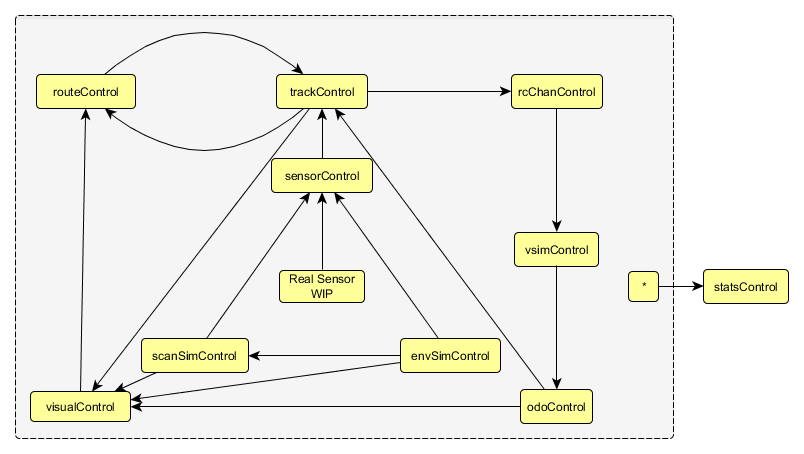 routeControl
trackControl
rcChanControl
sensorControl
vsimControl
Real Sensor
WIP
*
statsControl
scanSimControl
envSimControl
visualControl
odoControl